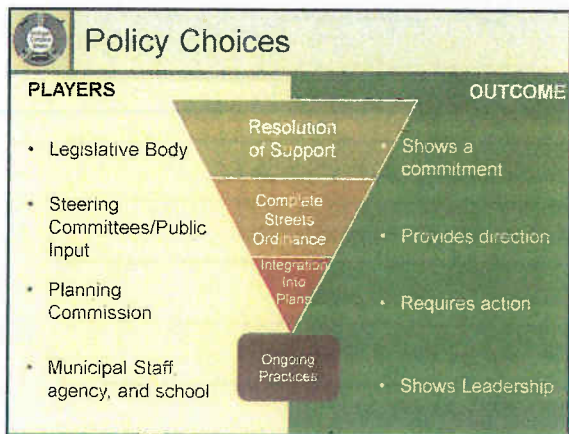 Policy Choices
PLAYERS
• Legislative Body
• Steering
Committees/Public
Input
• Planning
Commission
• Municipal Staff
agency, and school
Resolution
of Support
Complete
Streets
Ordinance
Integration
Into
Plans
Ongoing
Practices
OUTCOME
• Shows a
commitment
• Provides direction
• Requires action
• Shows Leadership